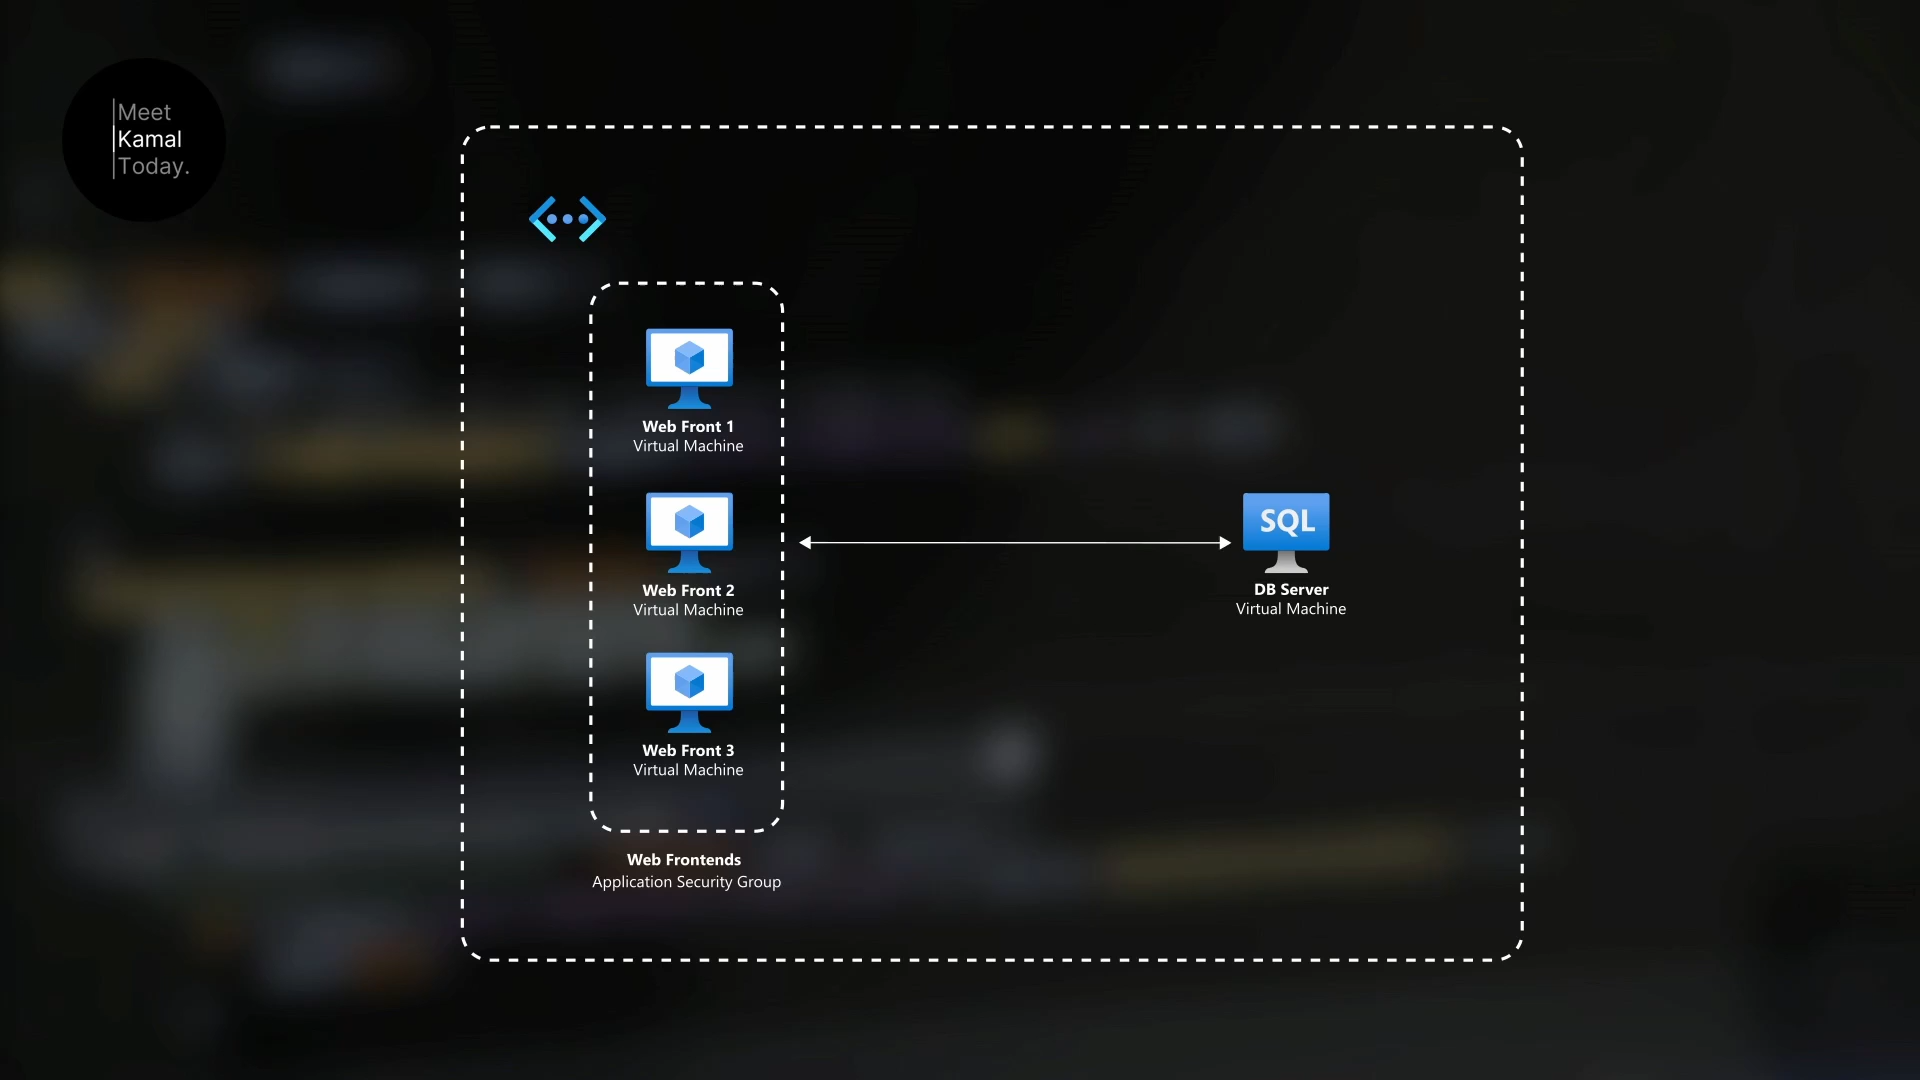 Meet
Kamal
Today.
Web Front 1
Virtual Machine
Web Front 2
Virtual Machine
Web Front 3
Virtual Machine
Web Frontends
Application Security Group
SQL
DB Server
Virtual Machine